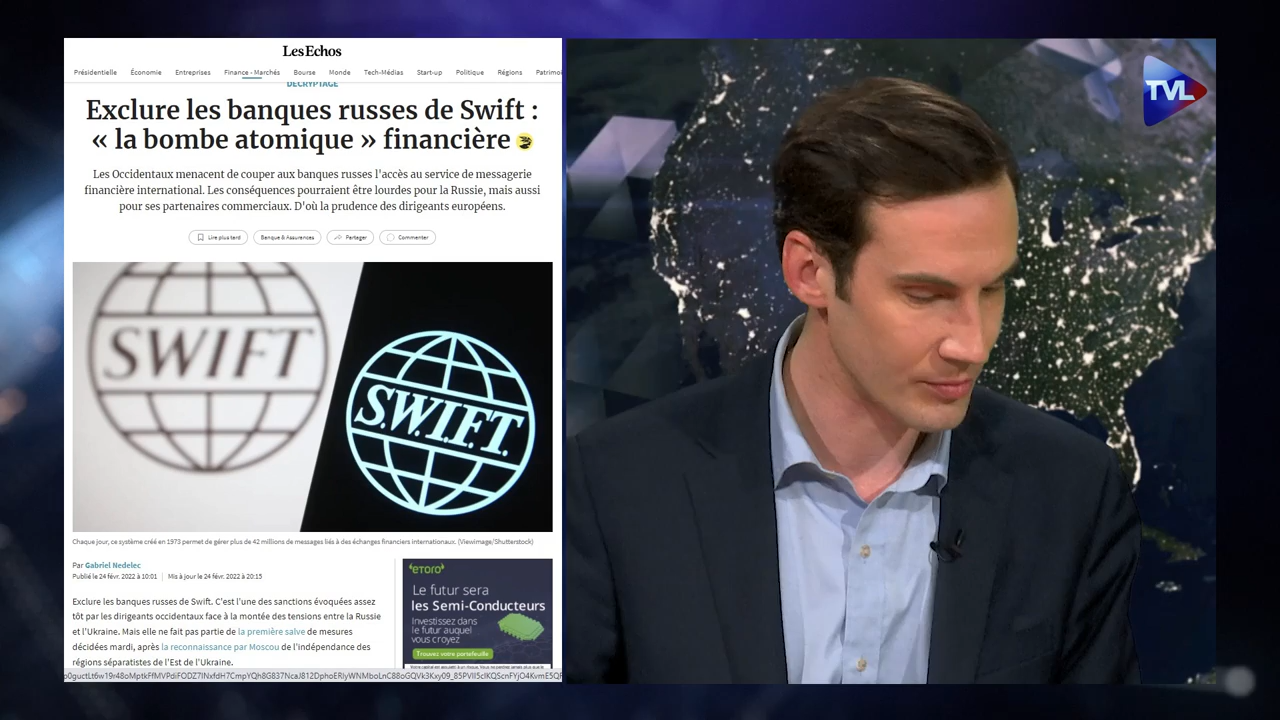 Les Echos
Présidentielle Économie Entreprises Finance - Marchés Bourse Monde Tech-Médias Start-up Politique Régions Patrimoi
DÉCRYPTAGE
Exclure les banques russes de Swift :
« la bombe atomique » financière
Les Occidentaux menacent de couper aux banques russes l'accès au service de messagerie
financière international. Les conséquences pourraient être lourdes pour la Russie, mais aussi
pour ses partenaires commerciaux. D'où la prudence des dirigeants européens.
Lire plus tard Banque & Assurances Partager Commenter
SWIFT
S.W.I.F.T.
Chaque jour, ce système créé en 1973 permet de gérer plus de 42 millions de messages liés à des échanges financiers internationaux. (Viewimage/Shutterstock)
Par Gabriel Nedelec
Publié le 24 févr. 2022 à 10:01 Mis à jour le 24 févr. 2022 à 20:15
Exclure les banques russes de Swift. C'est l'une des sanctions évoquées assez
tôt par les dirigeants occidentaux face à la montée des tensions entre la Russie
et l'Ukraine. Mais elle ne fait pas partie de la première salve de mesures
décidées mardi, après la reconnaissance par Moscou de l'indépendance des
régions séparatistes de l'Est de l'Ukraine.
eToro
Le futur sera
les Semi-Conducteurs
Investissez dans
le futur auquel
vous croyez
Trouvez votre portefeuille
TVL